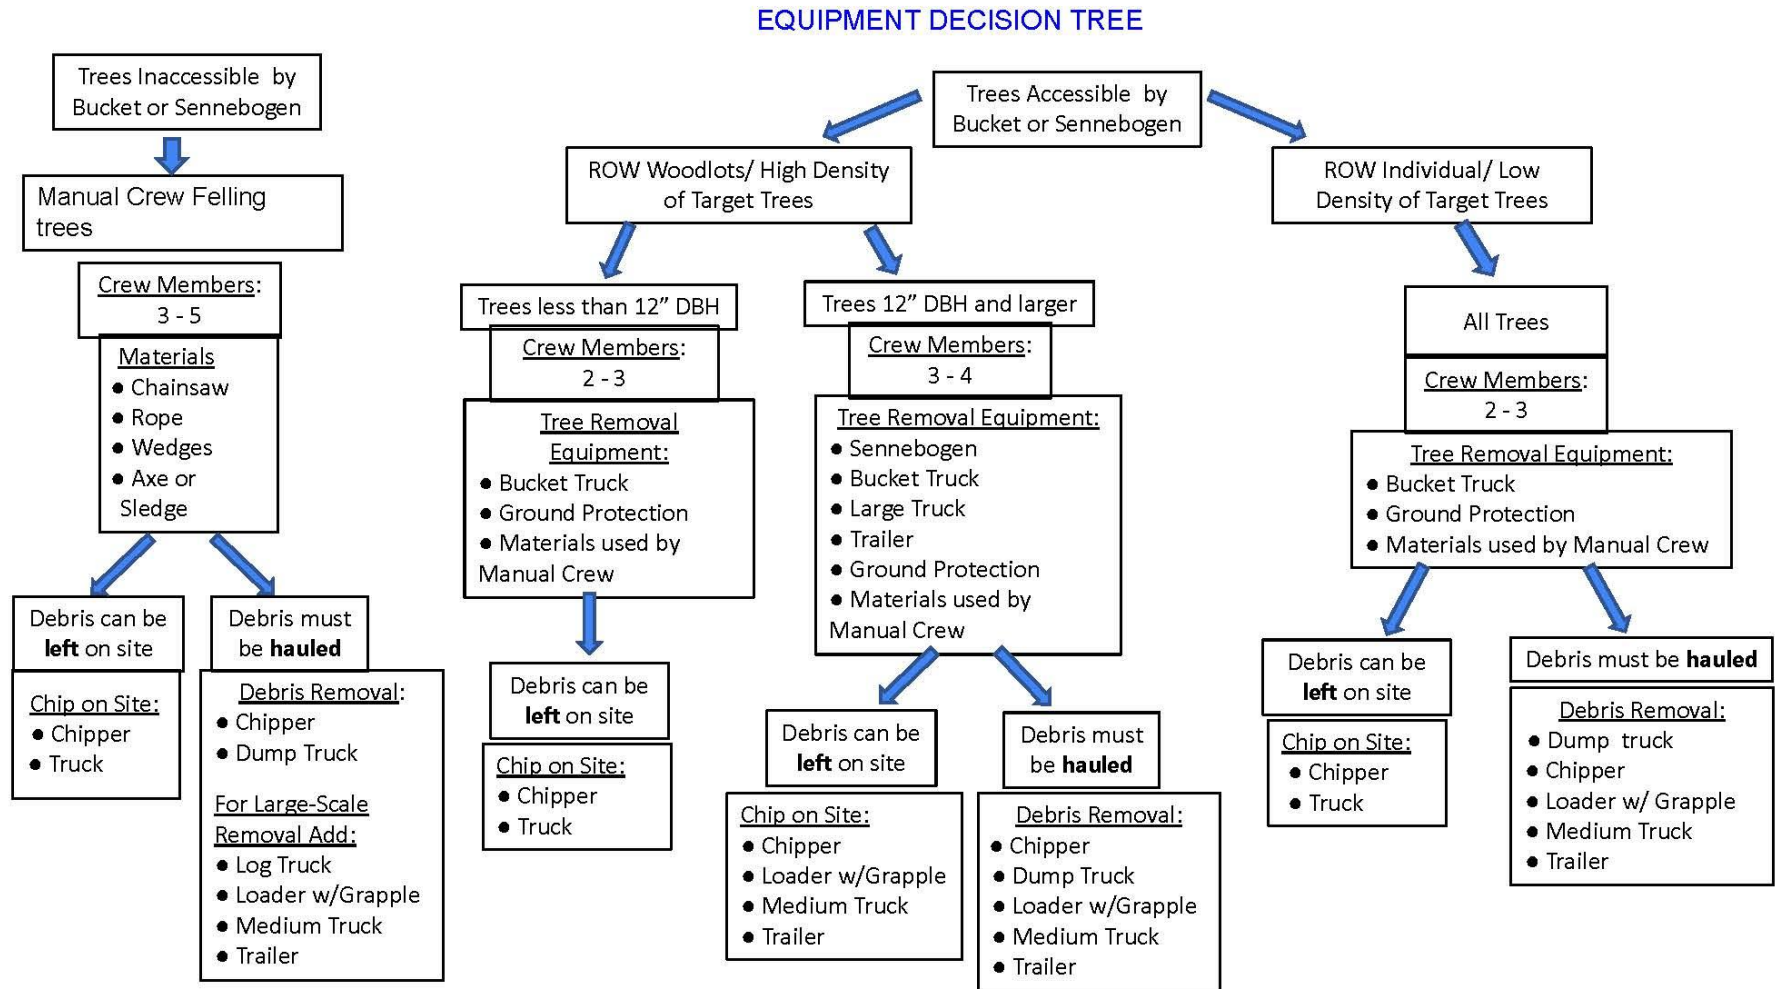 EQUIPMENT DECISION TREE
Trees Inaccessible by
Bucket or Sennebogen
Manual Crew Felling
trees
Crew Members:
3 - 5
Materials
● Chainsaw
● Rope
● Wedges
● Axe or
Sledge
Debris can be
left on site
Chip on Site:
● Chipper
● Truck
Debris must
be hauled
Debris Removal:
● Chipper
● Dump Truck
For Large-Scale
Removal Add:
● Log Truck
● Loader w/Grapple
● Medium Truck
● Trailer
Trees Accessible by
Bucket or Sennebogen
ROW Woodlots/ High Density
of Target Trees
Trees less than 12” DBH
Crew Members:
2 - 3
Tree Removal
Equipment:
● Bucket Truck
● Ground Protection
● Materials used by
Manual Crew
Debris can be
left on site
Chip on Site:
● Chipper
● Truck
Trees 12” DBH and larger
Crew Members:
3 - 4
Tree Removal Equipment:
● Sennebogen
● Bucket Truck
● Large Truck
● Trailer
● Ground Protection
● Materials used by
Manual Crew
Debris can be
left on site
Chip on Site:
● Chipper
● Loader w/Grapple
● Medium Truck
● Trailer
Debris must
be hauled
Debris Removal:
● Chipper
● Dump Truck
● Loader w/Grapple
● Medium Truck
● Trailer
ROW Individual/ Low
Density of Target Trees
All Trees
Crew Members:
2 - 3
Tree Removal Equipment:
● Bucket Truck
● Ground Protection
● Materials used by Manual Crew
Debris can be
left on site
Chip on Site:
● Chipper
● Truck
Debris must be hauled
Debris Removal:
● Dump truck
● Chipper
● Loader w/ Grapple
● Medium Truck
● Trailer